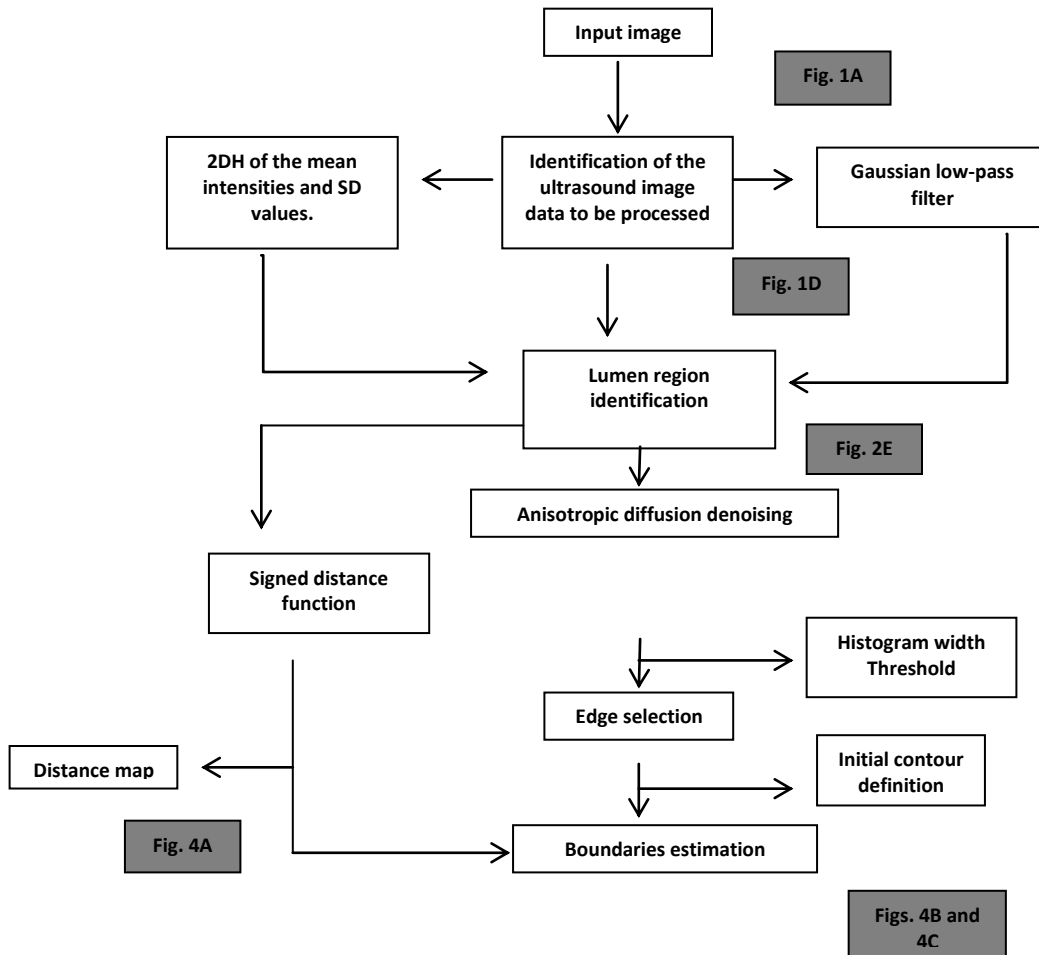 Input image
Fig. 1A
2DH of the mean
intensities and SD
values.
Identification of the
ultrasound image
data to be processed
Gaussian low-pass
filter
Fig. 1D
Lumen region
identification
Fig. 2E
Anisotropic diffusion denoising
Signed distance
function
Histogram width
Threshold
Edge selection
Distance map
Initial contour
definition
Fig. 4A
Boundaries estimation
Figs. 4B and
4C